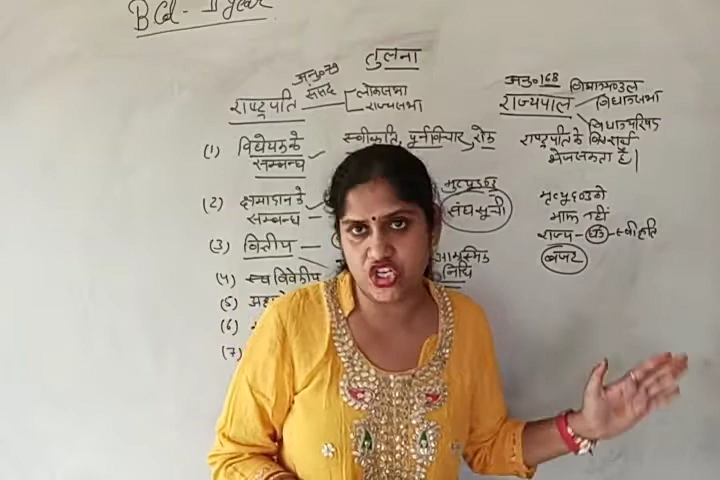 B Cd - II year
तुलना
अनु०79
संसद
लोकसभा
राज्यसभा
राष्ट्रपति
(1) विधेयक के
सम्बन्ध
स्वीकृति, पुर्नविचार, रोक
(2) क्षमादान के
सम्बन्ध
मृत्युदण्ड
संघसूची
(3) वित्तीय
आकस्मिक
निधि
(4) स्वविवेकीय
(5)
(6)
(7)
अनु०168
विधानमण्डल
राज्यपाल
विधानसभा
विधानपरिषद
राष्ट्रपति के विचारार्थ
भेज सकता है |
मृत्युदण्ड को
माफ नहीं
राज्य -
बजट